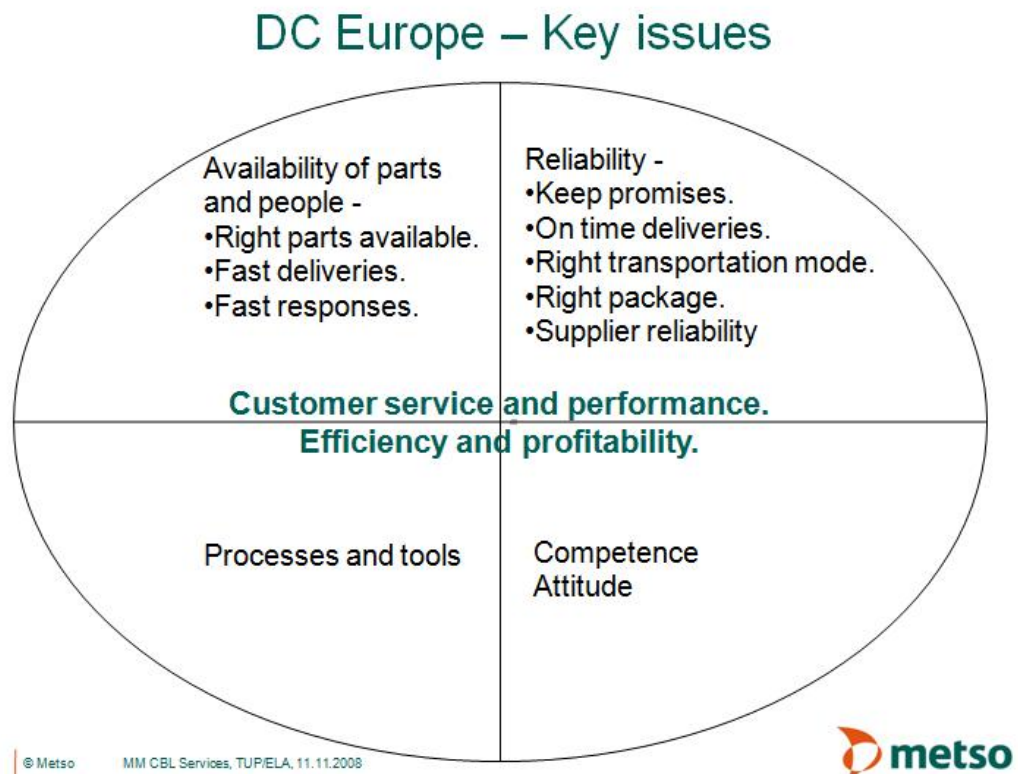 DC Europe – Key issues
Availability of parts
and people -
•Right parts available.
•Fast deliveries.
•Fast responses.
Reliability -
•Keep promises.
•On time deliveries.
•Right transportation mode.
•Right package.
•Supplier reliability
Customer service and performance.
Efficiency and profitability.
Processes and tools
Competence
Attitude
© Metso MM CBL Services, TUP/ELA, 11.11.2008
metso